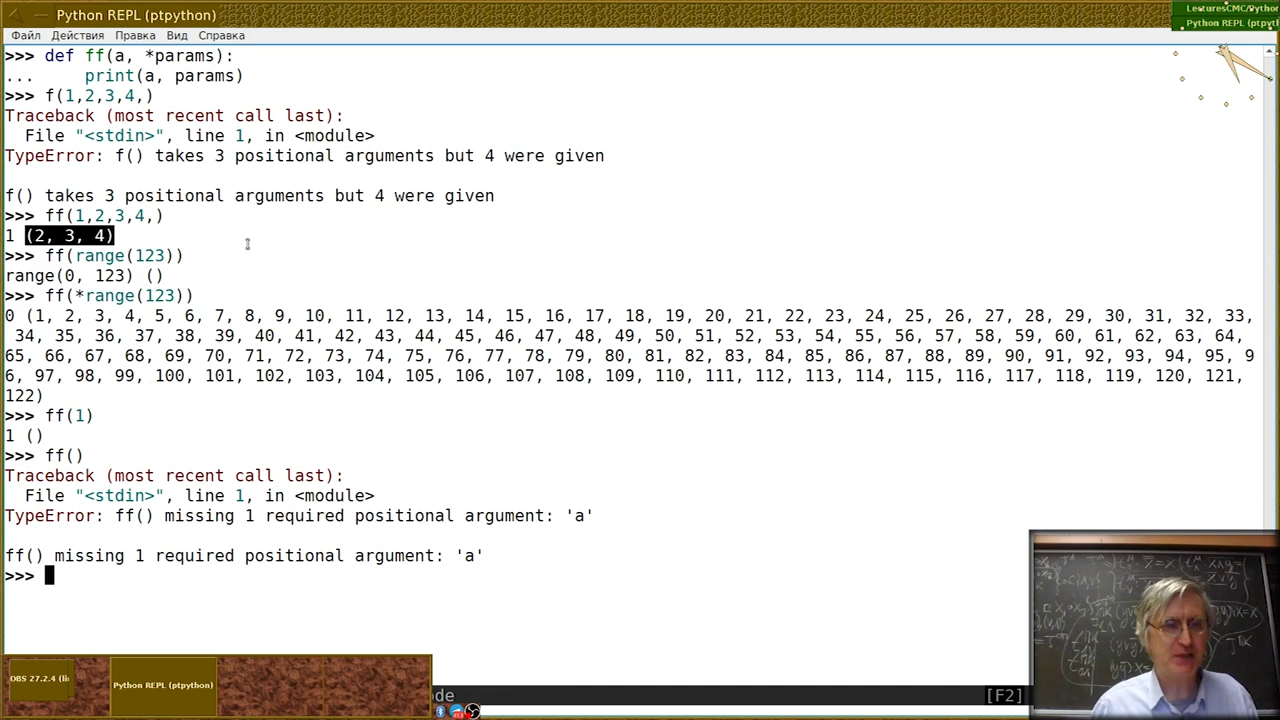 Python REPL (ptpython)
LecturesCMC/Python
Python REPL (ptpyth
Файл Действия Правка Вид Справка
>>> def ff(a, *params):
...     print(a, params)
>>> f(1,2,3,4,)
Traceback (most recent call last):
  File "<stdin>", line 1, in <module>
TypeError: f() takes 3 positional arguments but 4 were given
f() takes 3 positional arguments but 4 were given
>>> ff(1,2,3,4,)
1 (2, 3, 4)
>>> ff(range(123))
range(0, 123) ()
>>> ff(*range(123))
0 (1, 2, 3, 4, 5, 6, 7, 8, 9, 10, 11, 12, 13, 14, 15, 16, 17, 18, 19, 20, 21, 22, 23, 24, 25, 26, 27, 28, 29, 30, 31, 32, 33,
 34, 35, 36, 37, 38, 39, 40, 41, 42, 43, 44, 45, 46, 47, 48, 49, 50, 51, 52, 53, 54, 55, 56, 57, 58, 59, 60, 61, 62, 63, 64,
65, 66, 67, 68, 69, 70, 71, 72, 73, 74, 75, 76, 77, 78, 79, 80, 81, 82, 83, 84, 85, 86, 87, 88, 89, 90, 91, 92, 93, 94, 95, 9
6, 97, 98, 99, 100, 101, 102, 103, 104, 105, 106, 107, 108, 109, 110, 111, 112, 113, 114, 115, 116, 117, 118, 119, 120, 121,
122)
>>> ff(1)
1 ()
>>> ff()
Traceback (most recent call last):
  File "<stdin>", line 1, in <module>
TypeError: ff() missing 1 required positional argument: 'a'
ff() missing 1 required positional argument: 'a'
>>>
OBS 27.2.4 (li
Python REPL (ptpython)
de
[F2]